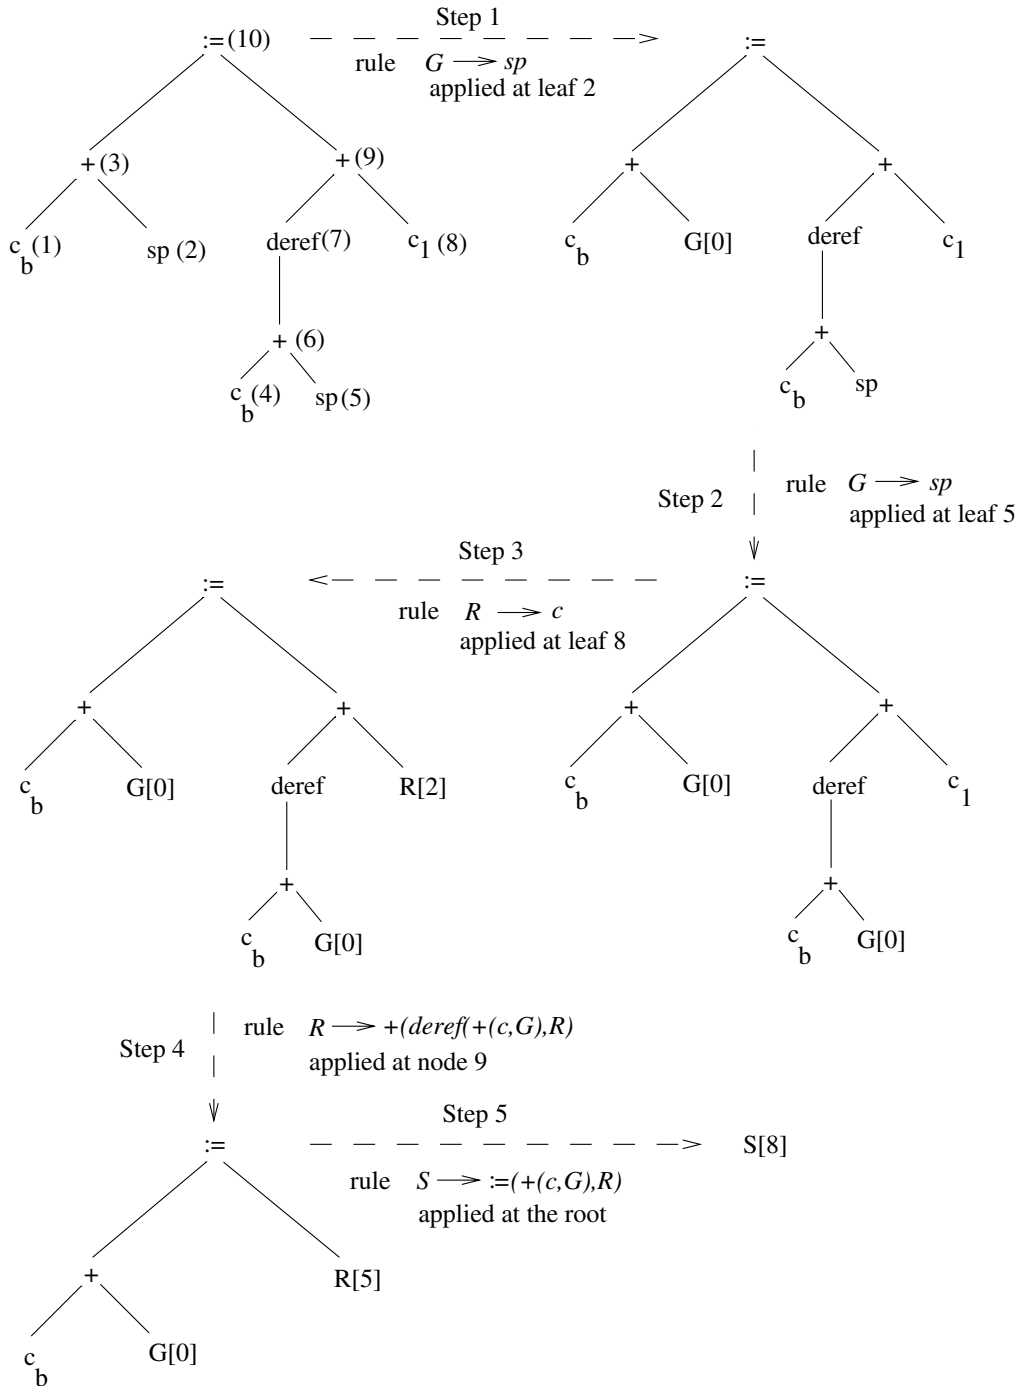 Step 1
:= (10)
:=
rule G ⟶ sp
applied at leaf 2
+ (3)
+ (9)
+
+
c_b (1)
sp (2)
deref (7)
c_1 (8)
c_b
G[0]
deref
c_1
+ (6)
+
c_b (4)
sp (5)
c_b
sp
Step 2
rule G ⟶ sp
applied at leaf 5
Step 3
:=
:=
rule R ⟶ c
applied at leaf 8
+
+
+
+
c_b
G[0]
deref
R[2]
c_b
G[0]
deref
c_1
+
+
c_b
G[0]
c_b
G[0]
Step 4
rule R ⟶ +(deref(+(c,G),R)
applied at node 9
Step 5
:=
S[8]
rule S ⟶ :=(+(c,G),R)
applied at the root
+
R[5]
c_b
G[0]